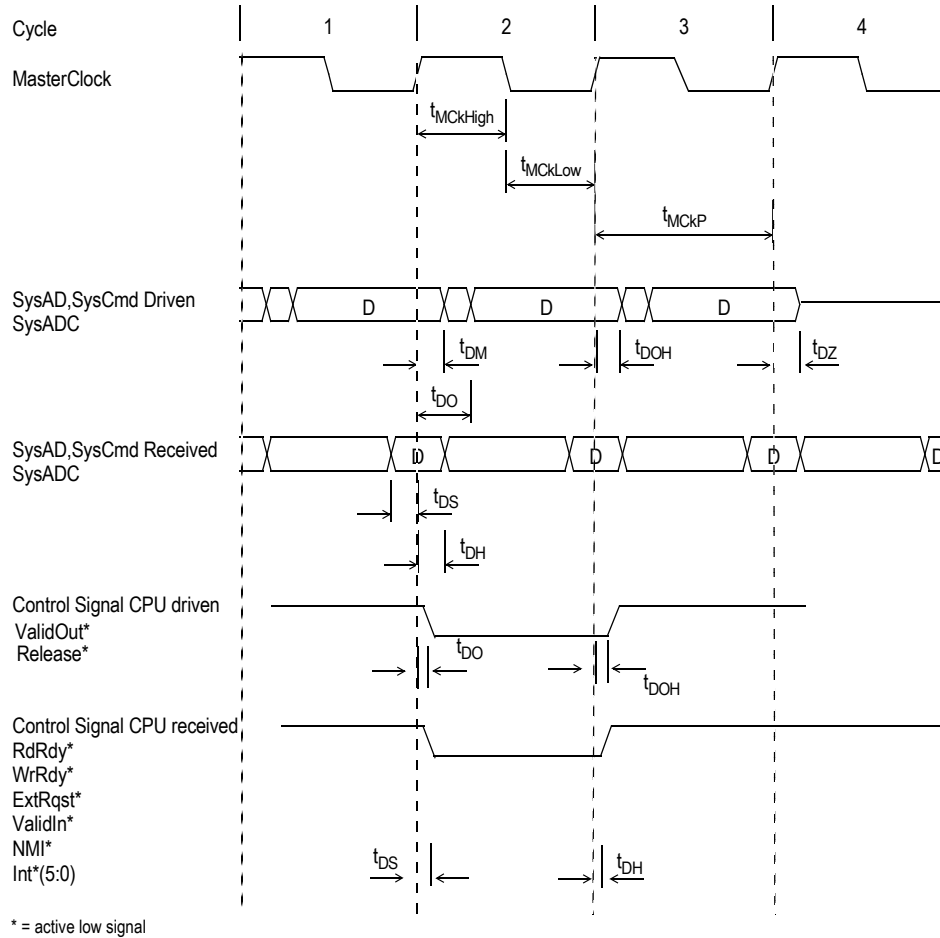 Cycle 1 2 3 4
MasterClock
tMCkHigh
tMCkLow
tMCkP
SysAD,SysCmd Driven
SysADC
D D D
tDM tDOH tDZ
tDO
SysAD,SysCmd Received
SysADC
D D D D
tDS
tDH
Control Signal CPU driven
ValidOut*
Release*
tDO
tDOH
Control Signal CPU received
RdRdy*
WrRdy*
ExtRqst*
ValidIn*
NMI*
Int*(5:0)
tDS tDH
* = active low signal